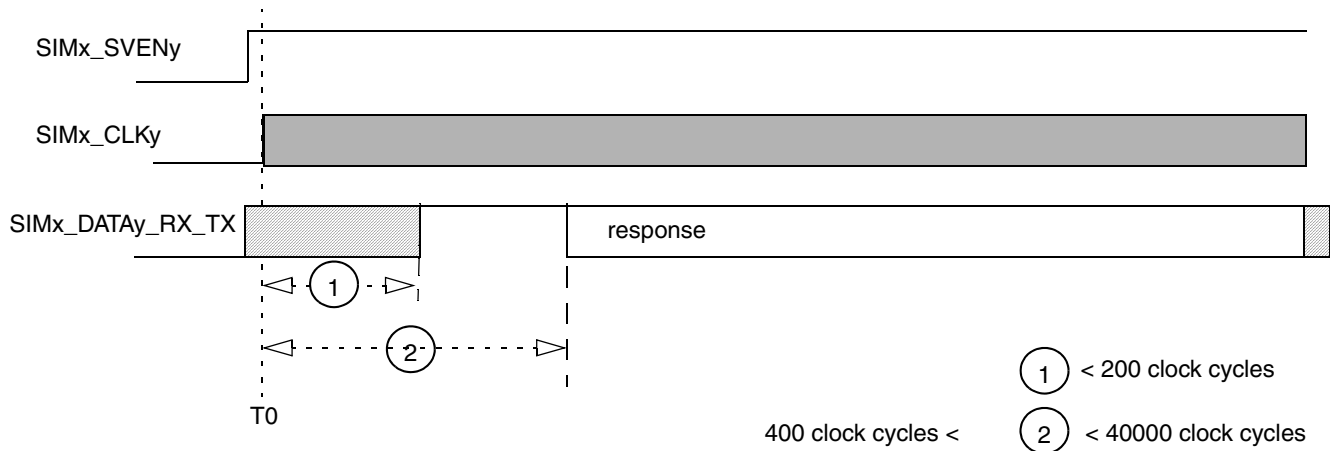 SIMx_SVENy
SIMx_CLKy
SIMx_DATAy_RX_TX
response
1
2
T0
1 < 200 clock cycles
400 clock cycles < 2 < 40000 clock cycles